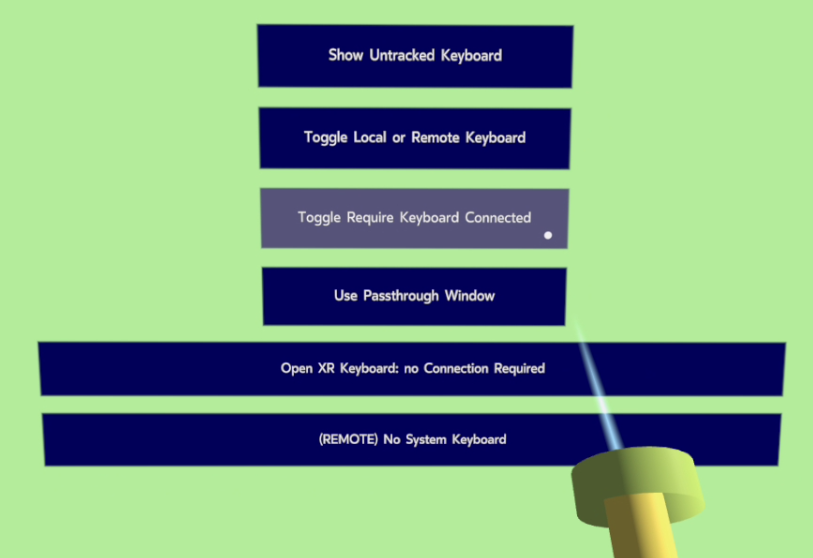 Show Untracked Keyboard
Toggle Local or Remote Keyboard
Toggle Require Keyboard Connected
Use Passthrough Window
Open XR Keyboard: no Connection Required
(REMOTE) No System Keyboard